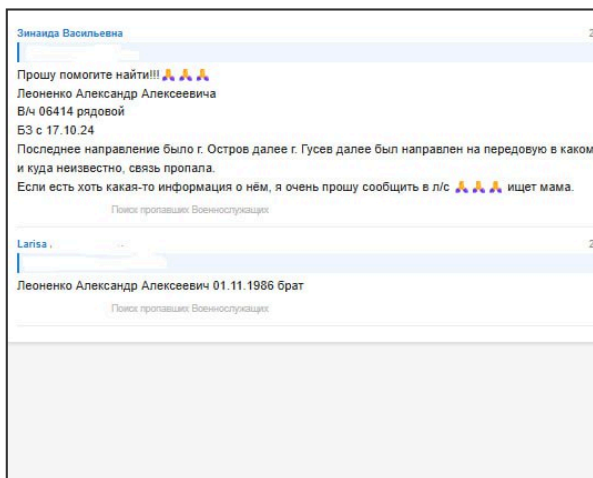 Зинаида Васильевна
2
Прошу помогите найти!!! 🙏🙏🙏
Леоненко Александр Алексеевича
В/ч 06414 рядовой
БЗ с 17.10.24
Последнее направление было г. Остров далее г. Гусев далее был направлен на передовую в каком
и куда неизвестно, связь пропала.
Если есть хоть какая-то информация о нём, я очень прошу сообщить в л/с 🙏🙏🙏 ищет мама.
Поиск пропавших Военнослужащих
Larisa .
2
Леоненко Александр Алексеевич 01.11.1986 брат
Поиск пропавших Военнослужащих